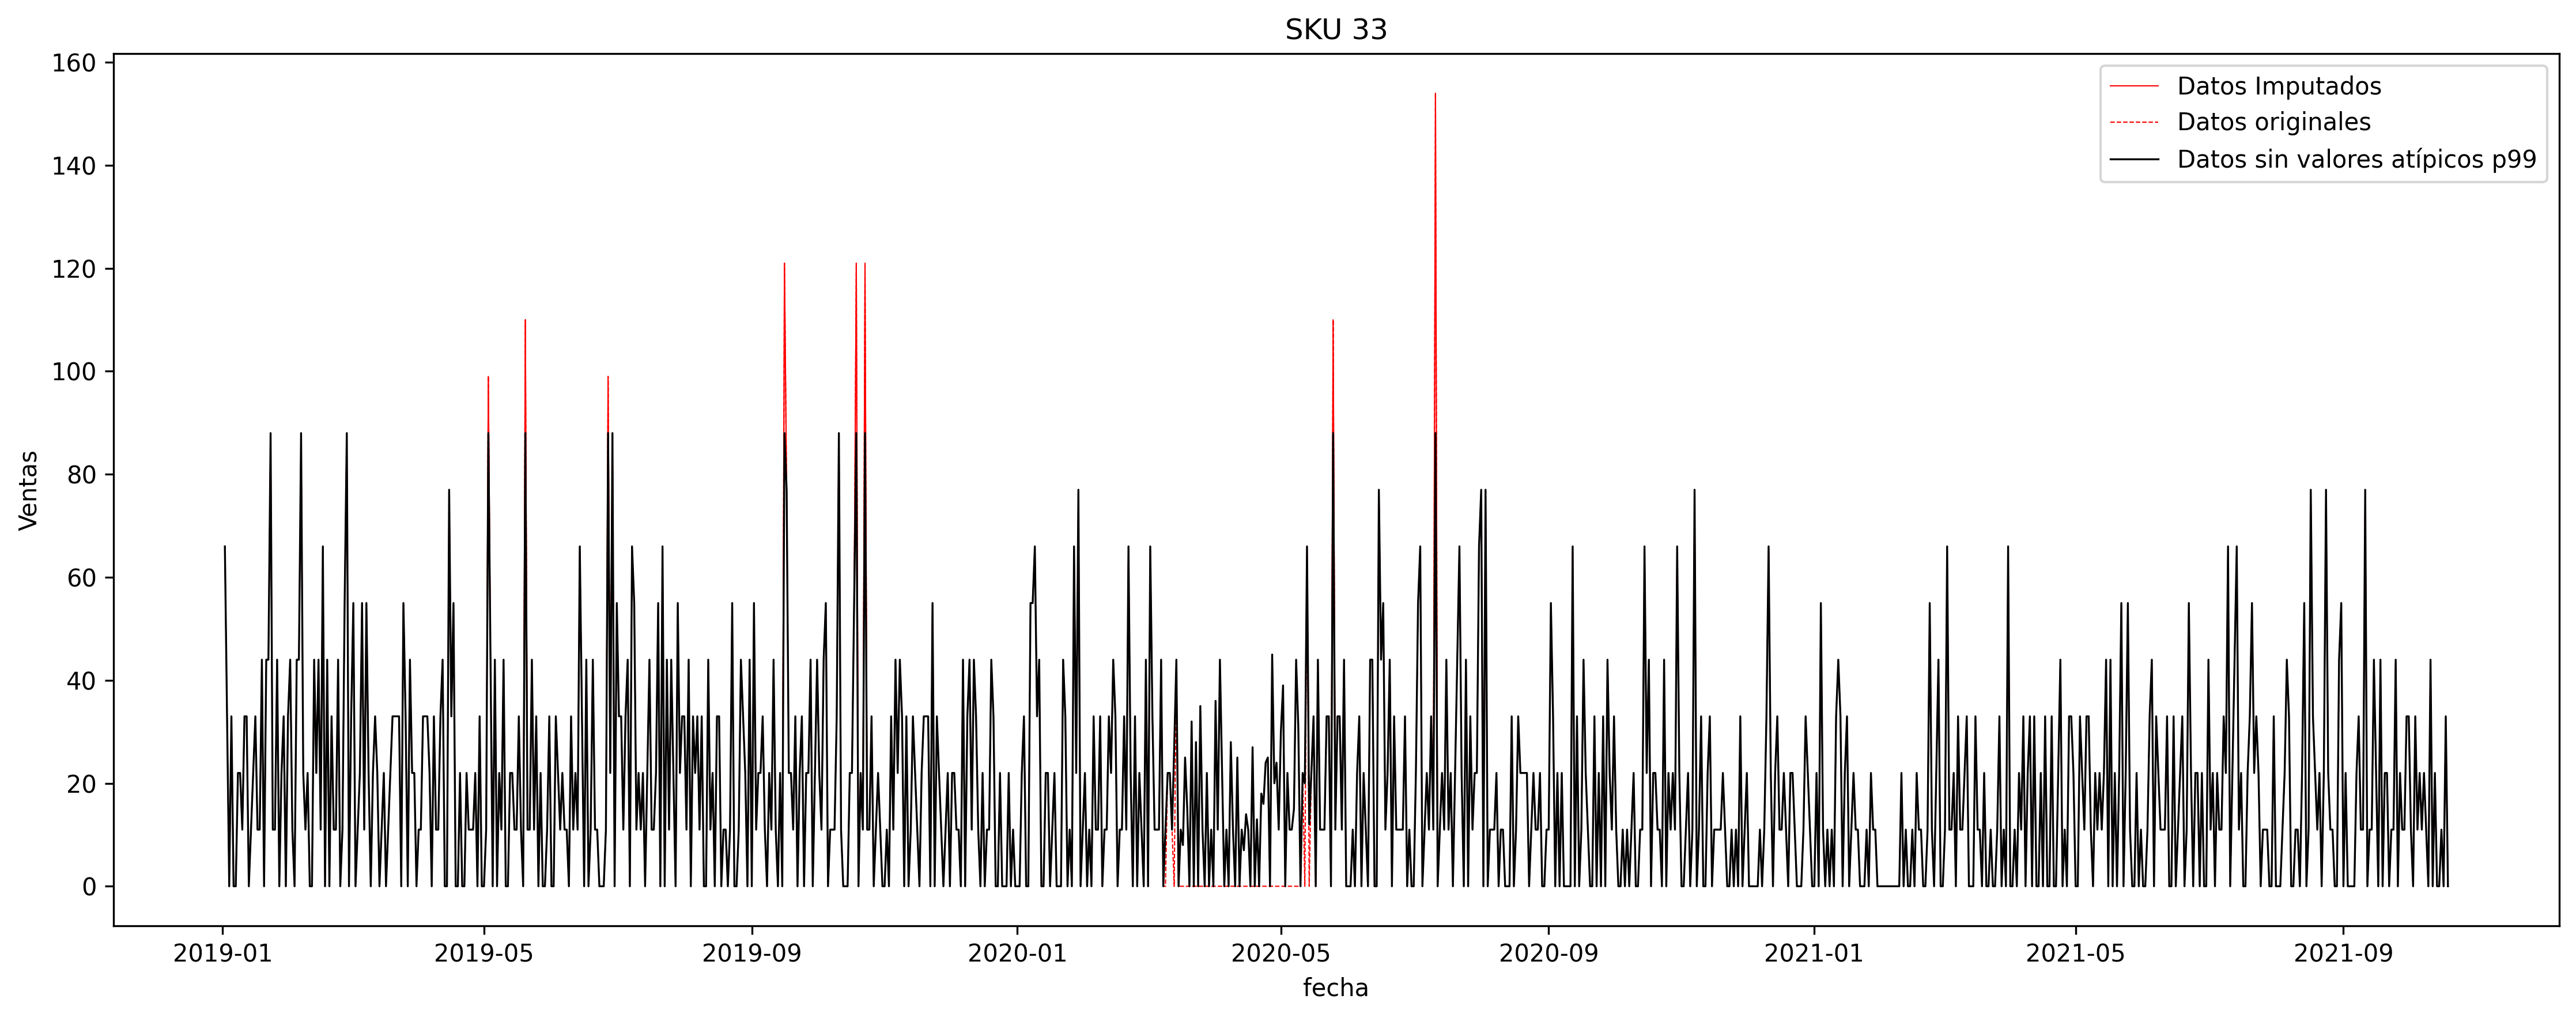 SKU 33
160
140
120
100
80
60
40
20
0
Ventas
Datos Imputados
Datos originales
Datos sin valores atípicos p99
2019-01 2019-05 2019-09 2020-01 2020-05 2020-09 2021-01 2021-05 2021-09
fecha